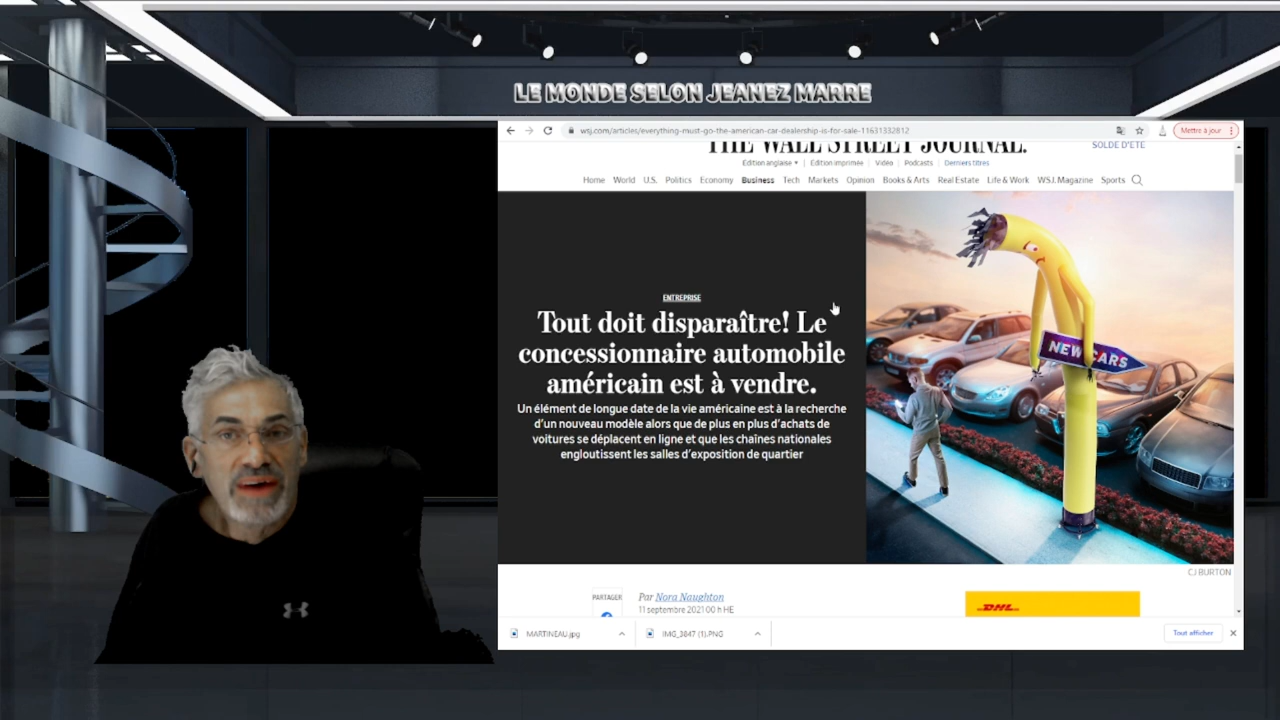 LE MONDE SELON JEANEZ MARRE
wsj.com/articles/everything-must-go-the-american-car-dealership-is-for-sale-11631332812
Mettre à jour
THE WALL STREET JOURNAL.
SOLDE D'ÉTÉ
Édition anglaise Édition imprimée Vidéo Podcasts Derniers titres
Home World U.S. Politics Economy Business Tech Markets Opinion Books & Arts Real Estate Life & Work WSJ. Magazine Sports
ENTREPRISE
Tout doit disparaître! Le
concessionnaire automobile
américain est à vendre.
Un élément de longue date de la vie américaine est à la recherche
d'un nouveau modèle alors que de plus en plus d'achats de
voitures se déplacent en ligne et que les chaînes nationales
engloutissent les salles d'exposition de quartier
NEW CARS
CJ BURTON
PARTAGER
Par Nora Naughton
11 septembre 2021 00 h HE
DHL
MARTINEAU.jpg
IMG_3847 (1).PNG
Tout afficher